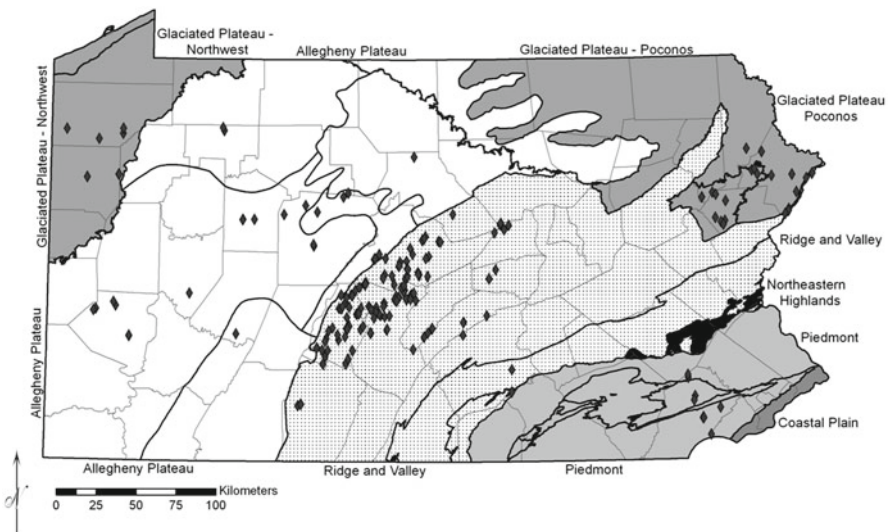 Glaciated Plateau -
Northwest
Allegheny Plateau
Glaciated Plateau - Poconos
Glaciated Plateau - Northwest
Glaciated Plateau
Poconos
Ridge and Valley
Northeastern
Highlands
Piedmont
Allegheny Plateau
Coastal Plain
Allegheny Plateau
Ridge and Valley
Piedmont
Kilometers
0 25 50 75 100
N